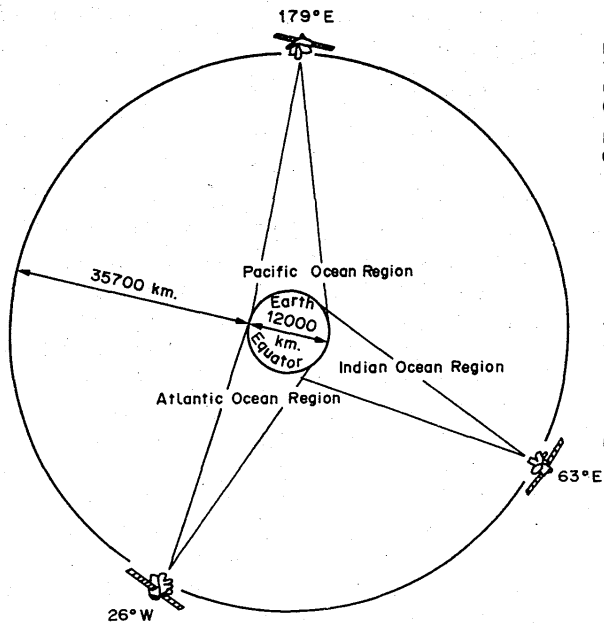 179°E
35700 km.
Pacific Ocean Region
Earth
12000
km.
Equator
Indian Ocean Region
Atlantic Ocean Region
63°E
26°W